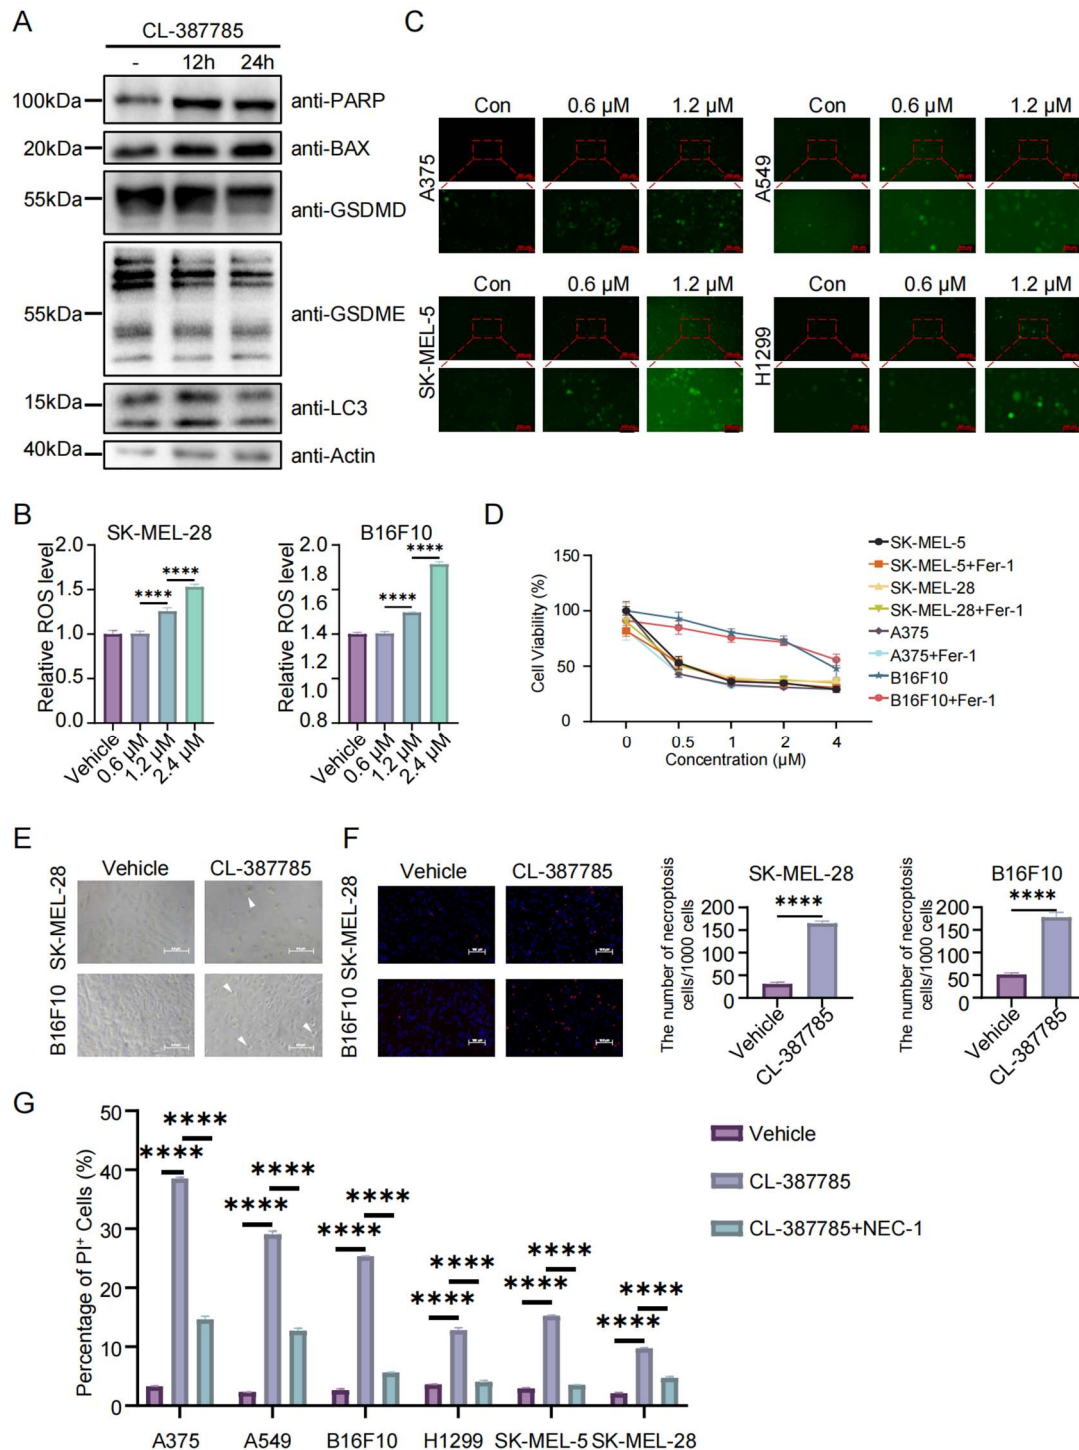 A
CL-387785
- 12h 24h
100kDa anti-PARP
20kDa anti-BAX
55kDa anti-GSDMD
55kDa anti-GSDME
15kDa anti-LC3
40kDa anti-Actin
C
Con 0.6 µM 1.2 µM
A375
Con 0.6 µM 1.2 µM
A549
Con 0.6 µM 1.2 µM
SK-MEL-5
Con 0.6 µM 1.2 µM
H1299
B
SK-MEL-28
Relative ROS level
2.0
1.5
1.0
0.5
0.0
****
****
Vehicle 0.6 µM 1.2 µM 2.4 µM
B16F10
Relative ROS level
2.0
1.8
1.6
1.4
1.2
1.0
0.8
****
****
Vehicle 0.6 µM 1.2 µM 2.4 µM
D
Cell Viability (%)
150
100
50
0
0 0.5 1 2 4
Concentration (µM)
SK-MEL-5
SK-MEL-5+Fer-1
SK-MEL-28
SK-MEL-28+Fer-1
A375
A375+Fer-1
B16F10
B16F10+Fer-1
E
Vehicle CL-387785
SK-MEL-28
B16F10
F
Vehicle CL-387785
SK-MEL-28
B16F10
SK-MEL-28
The number of necroptosis
cells/1000 cells
200
150
100
50
0
****
Vehicle CL-387785
B16F10
The number of necroptosis
cells/1000 cells
200
150
100
50
0
****
Vehicle CL-387785
G
Percentage of PI⁺ Cells (%)
50
40
30
20
10
0
****
****
****
****
****
****
****
****
****
****
****
****
A375 A549 B16F10 H1299 SK-MEL-5 SK-MEL-28
Vehicle
CL-387785
CL-387785+NEC-1